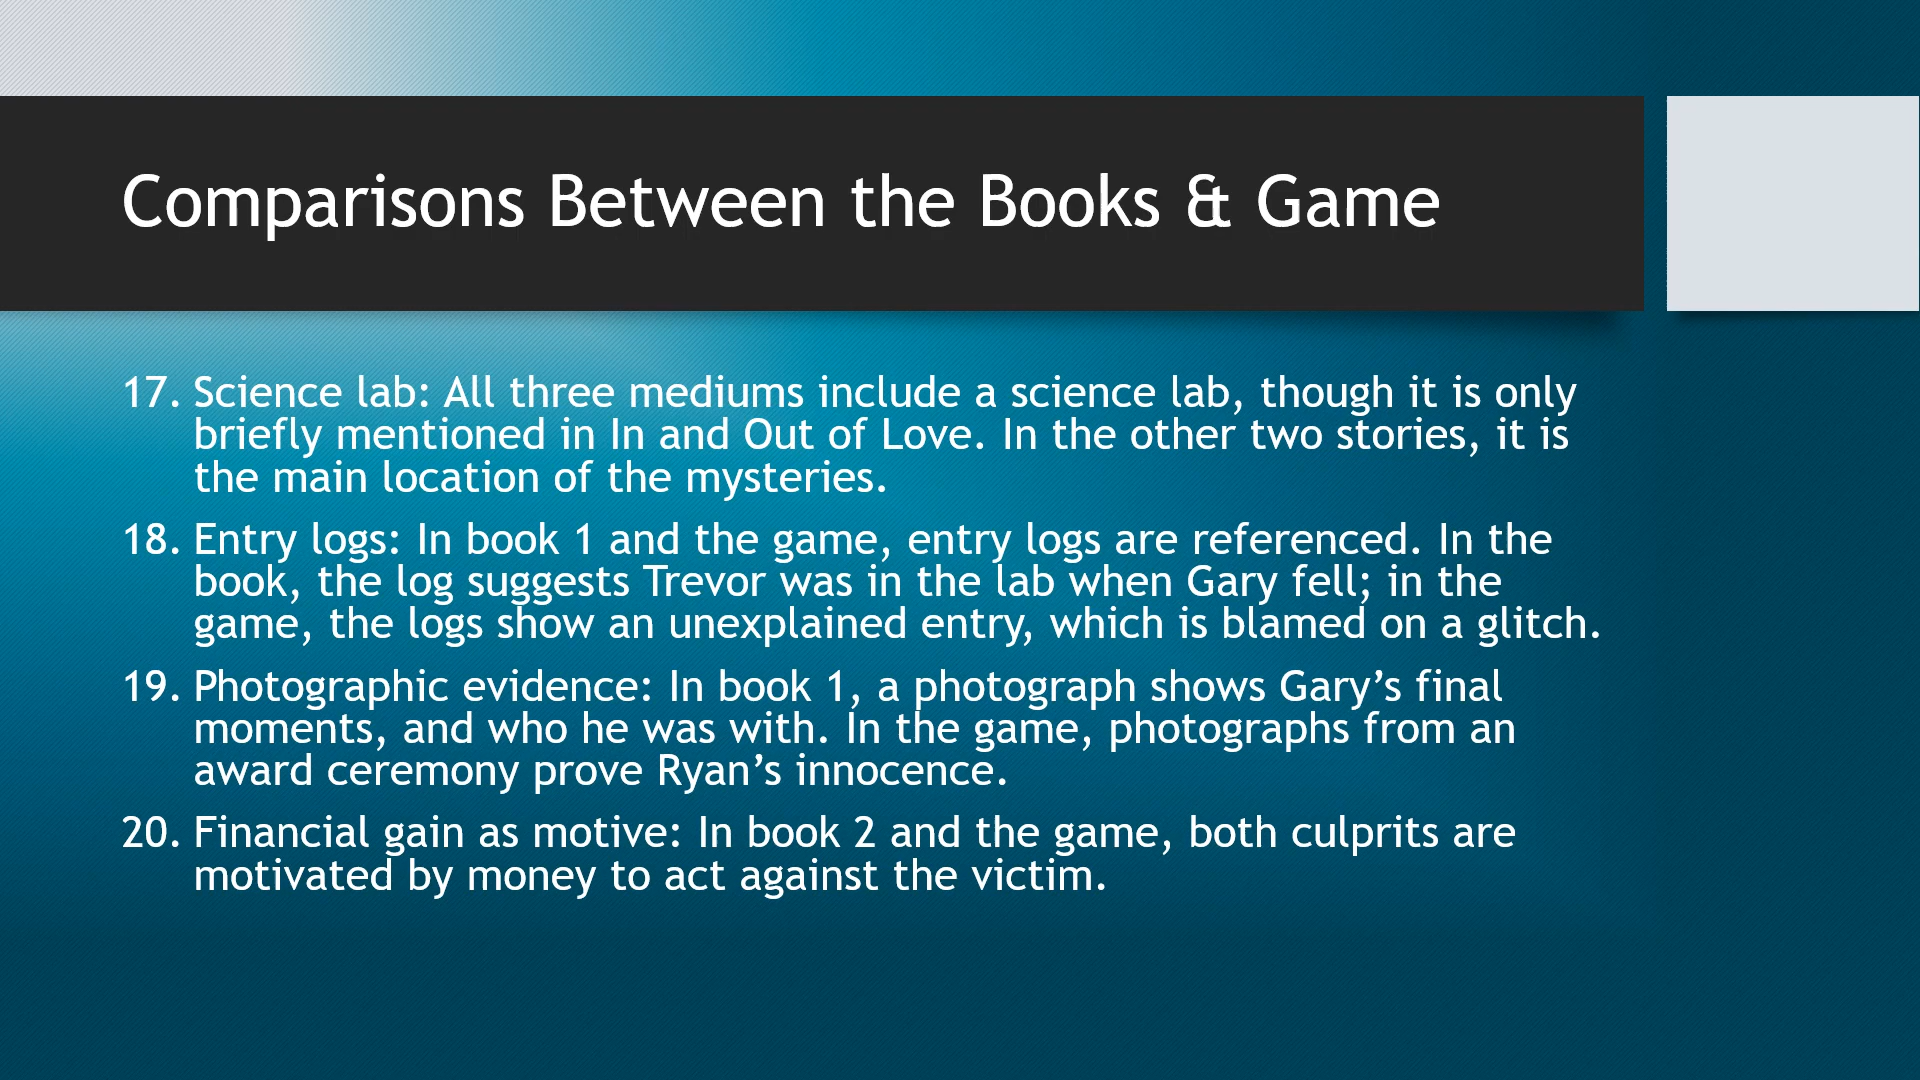 Comparisons Between the Books & Game
17. Science lab: All three mediums include a science lab, though it is only
briefly mentioned in In and Out of Love. In the other two stories, it is
the main location of the mysteries.
18. Entry logs: In book 1 and the game, entry logs are referenced. In the
book, the log suggests Trevor was in the lab when Gary fell; in the
game, the logs show an unexplained entry, which is blamed on a glitch.
19. Photographic evidence: In book 1, a photograph shows Gary’s final
moments, and who he was with. In the game, photographs from an
award ceremony prove Ryan’s innocence.
20. Financial gain as motive: In book 2 and the game, both culprits are
motivated by money to act against the victim.